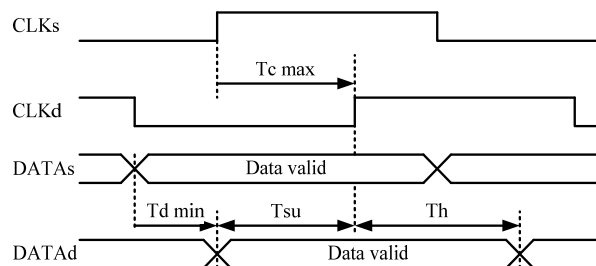 CLKs
Tc max
CLKd
DATAs
Data valid
Td min
Tsu
Th
DATAd
Data valid